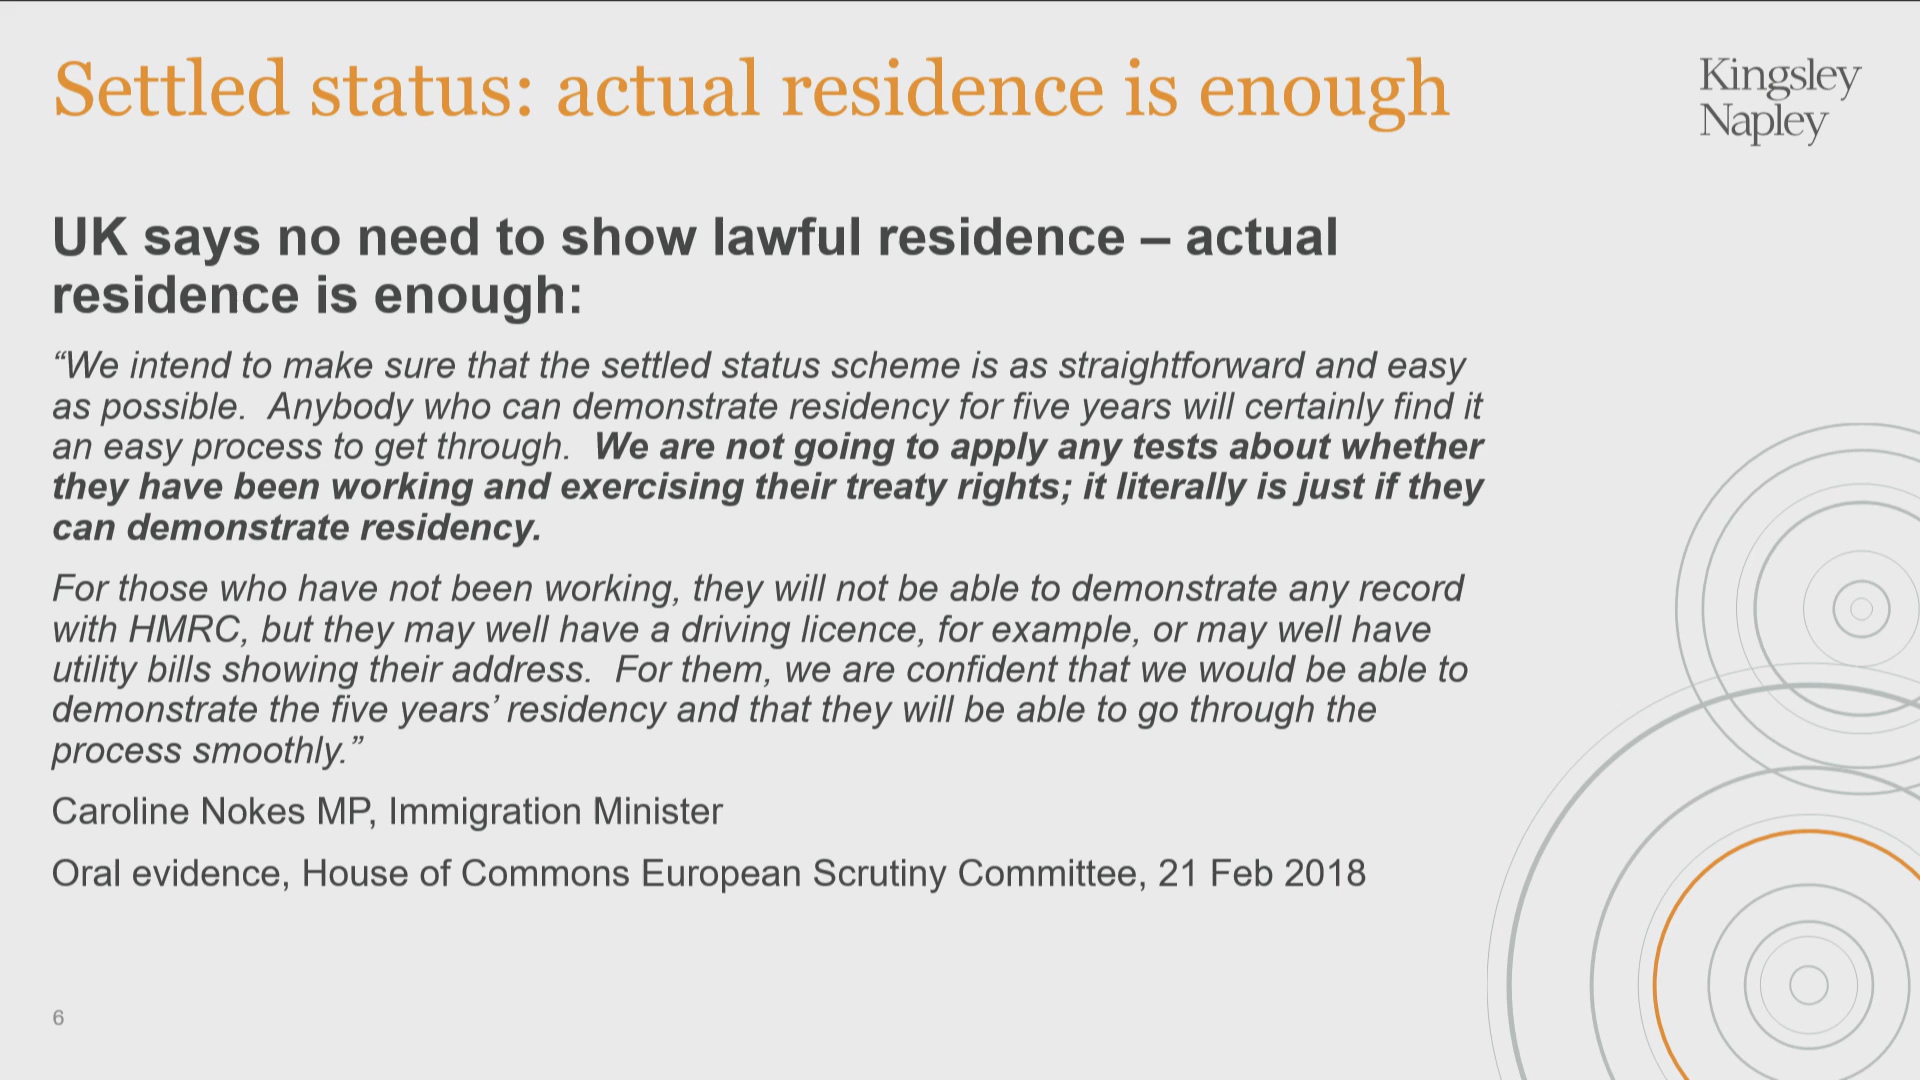 Settled status: actual residence is enough
Kingsley
Napley
UK says no need to show lawful residence – actual
residence is enough:
“We intend to make sure that the settled status scheme is as straightforward and easy
as possible.  Anybody who can demonstrate residency for five years will certainly find it
an easy process to get through.  We are not going to apply any tests about whether
they have been working and exercising their treaty rights; it literally is just if they
can demonstrate residency.
For those who have not been working, they will not be able to demonstrate any record
with HMRC, but they may well have a driving licence, for example, or may well have
utility bills showing their address.  For them, we are confident that we would be able to
demonstrate the five years’ residency and that they will be able to go through the
process smoothly.”
Caroline Nokes MP, Immigration Minister
Oral evidence, House of Commons European Scrutiny Committee, 21 Feb 2018
6